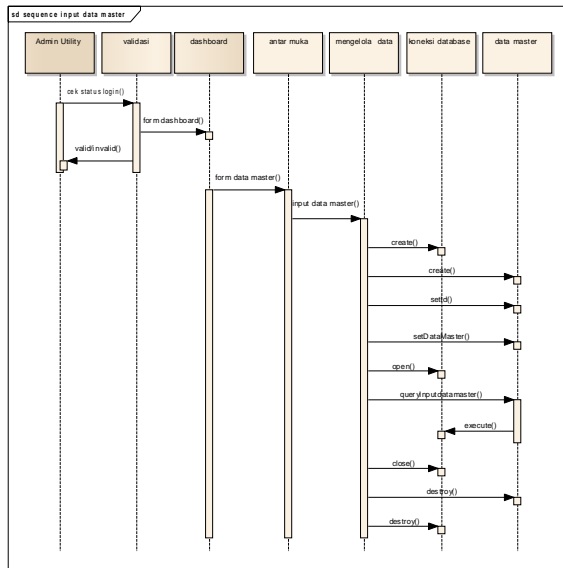 sd sequence input data master
Admin Utility
validasi
dashboard
antar muka
mengelola data
koneksi database
data master
cek status login()
form dashboard()
valid/invalid()
form data master()
input data master()
create()
create()
setId()
setDataMaster()
open()
queryInputdatamaster()
execute()
close()
destroy()
destroy()